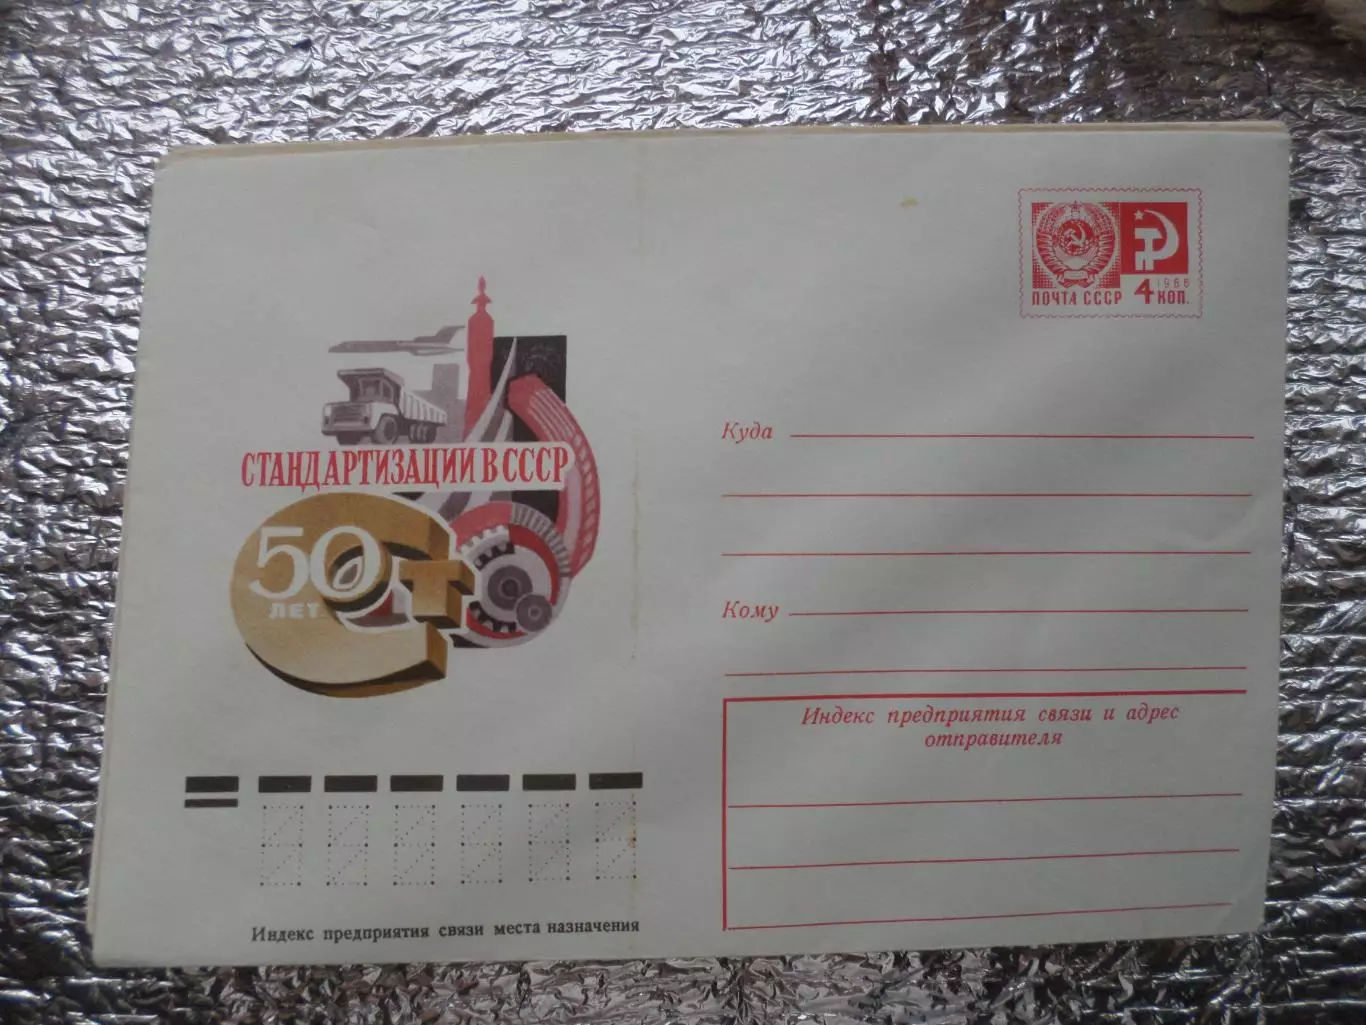 1966
ПОЧТА СССР 4 КОП.
СТАНДАРТИЗАЦИИ В СССР
50
ЛЕТ
Ст
Куда
Кому
Индекс предприятия связи и адрес
отправителя
Индекс предприятия связи места назначения